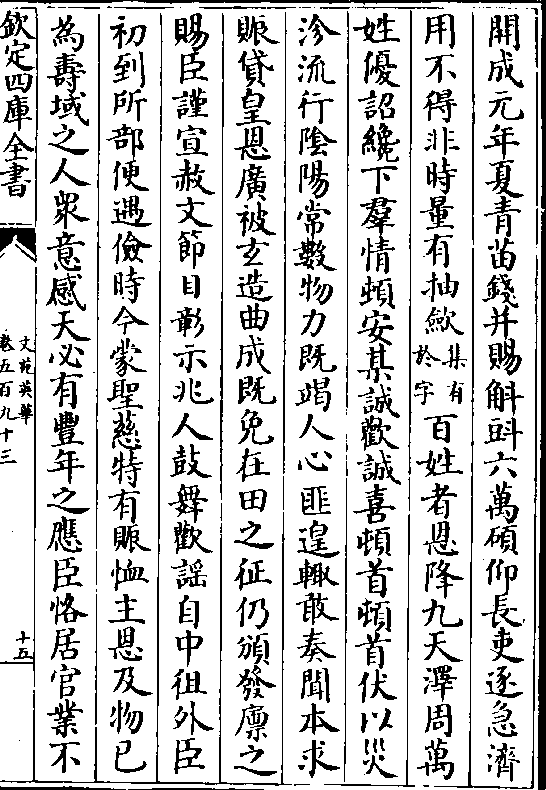 開成元年夏青苗錢并賜斛㪷六萬碩仰長吏逐急濟
用不得非時量有抽歛集有於字百姓者恩降九天澤周萬
姓優詔纔下羣情頓安某誠歡誠喜頓首頓首伏以災
沴流行陰陽常數物力既竭人心匪遑輙敢奏聞本求
賑貸皇恩廣被玄造曲成既免在田之征仍頒發廪之
賜臣謹宣赦文節目彰示兆人鼓舞歡謡自中徂外臣
初到所部便遇儉時今蒙聖慈特有賑恤主恩及物已
為壽域之人衆意感天必有豐年之應臣恪居官業不
欽定四庫全書
文苑英華
卷五百九十三
十五